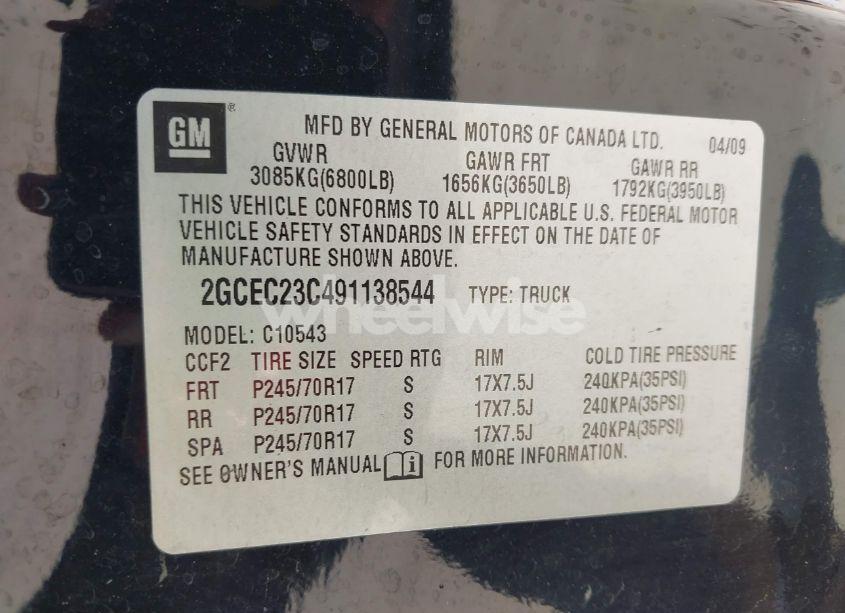 GM ®
MFD BY GENERAL MOTORS OF CANADA LTD. 04/09
GVWR GAWR FRT GAWR RR
3085KG(6800LB) 1656KG(3650LB) 1792KG(3950LB)
THIS VEHICLE CONFORMS TO ALL APPLICABLE U.S. FEDERAL MOTOR
VEHICLE SAFETY STANDARDS IN EFFECT ON THE DATE OF
MANUFACTURE SHOWN ABOVE.
2GCEC23C491138544 TYPE: TRUCK
wheelwise
MODEL: C10543
CCF2 TIRE SIZE SPEED RTG RIM COLD TIRE PRESSURE
FRT P245/70R17 S 17X7.5J 240KPA(35PSI)
RR P245/70R17 S 17X7.5J 240KPA(35PSI)
SPA P245/70R17 S 17X7.5J 240KPA(35PSI)
SEE OWNER'S MANUAL i FOR MORE INFORMATION.